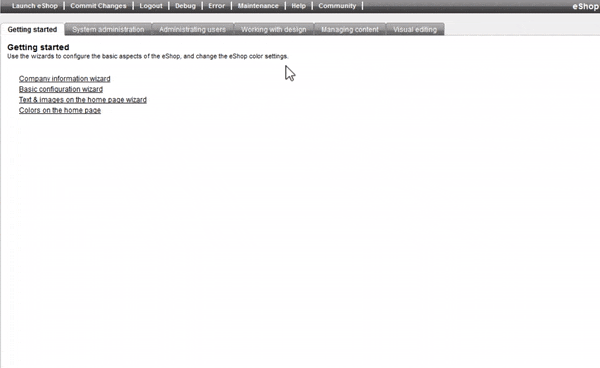 Launch eShop | Commit Changes | Logout | Debug | Error | Maintenance | Help | Community | eShop
Getting started System administration Administrating users Working with design Managing content Visual editing
Getting started
Use the wizards to configure the basic aspects of the eShop, and change the eShop color settings.
Company information wizard
Basic configuration wizard
Text & images on the home page wizard
Colors on the home page